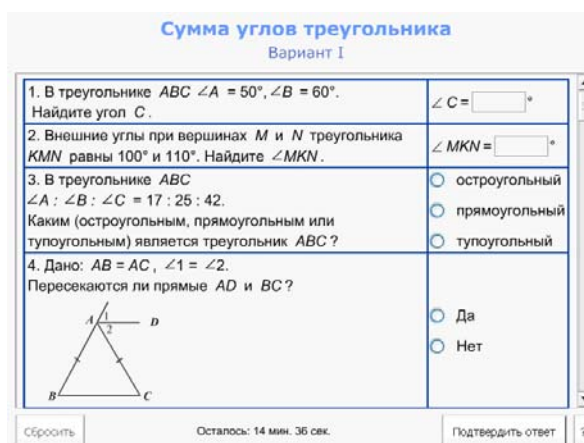 Сумма углов треугольника
Вариант I
1. В треугольнике ABC ∠A = 50°, ∠B = 60°.
Найдите угол C.
∠C = °
2. Внешние углы при вершинах M и N треугольника
KMN равны 100° и 110°. Найдите ∠MKN.
∠MKN = °
3. В треугольнике ABC
∠A : ∠B : ∠C = 17 : 25 : 42.
Каким (остроугольным, прямоугольным или
тупоугольным) является треугольник ABC?
остроугольный
прямоугольный
тупоугольный
4. Дано: AB = AC, ∠1 = ∠2.
Пересекаются ли прямые AD и BC?
A 1 D
2
B C
Да
Нет
Сбросить
Осталось: 14 мин. 36 сек.
Подтвердить ответ